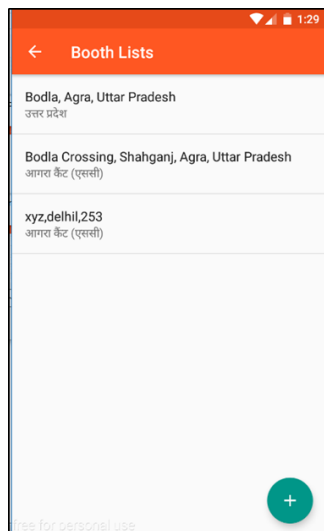 1:29
Booth Lists
Bodla, Agra, Uttar Pradesh
उत्तर प्रदेश
Bodla Crossing, Shahganj, Agra, Uttar Pradesh
आगरा कैंट (एससी)
xyz,delhil,253
आगरा कैंट (एससी)
free for personal use